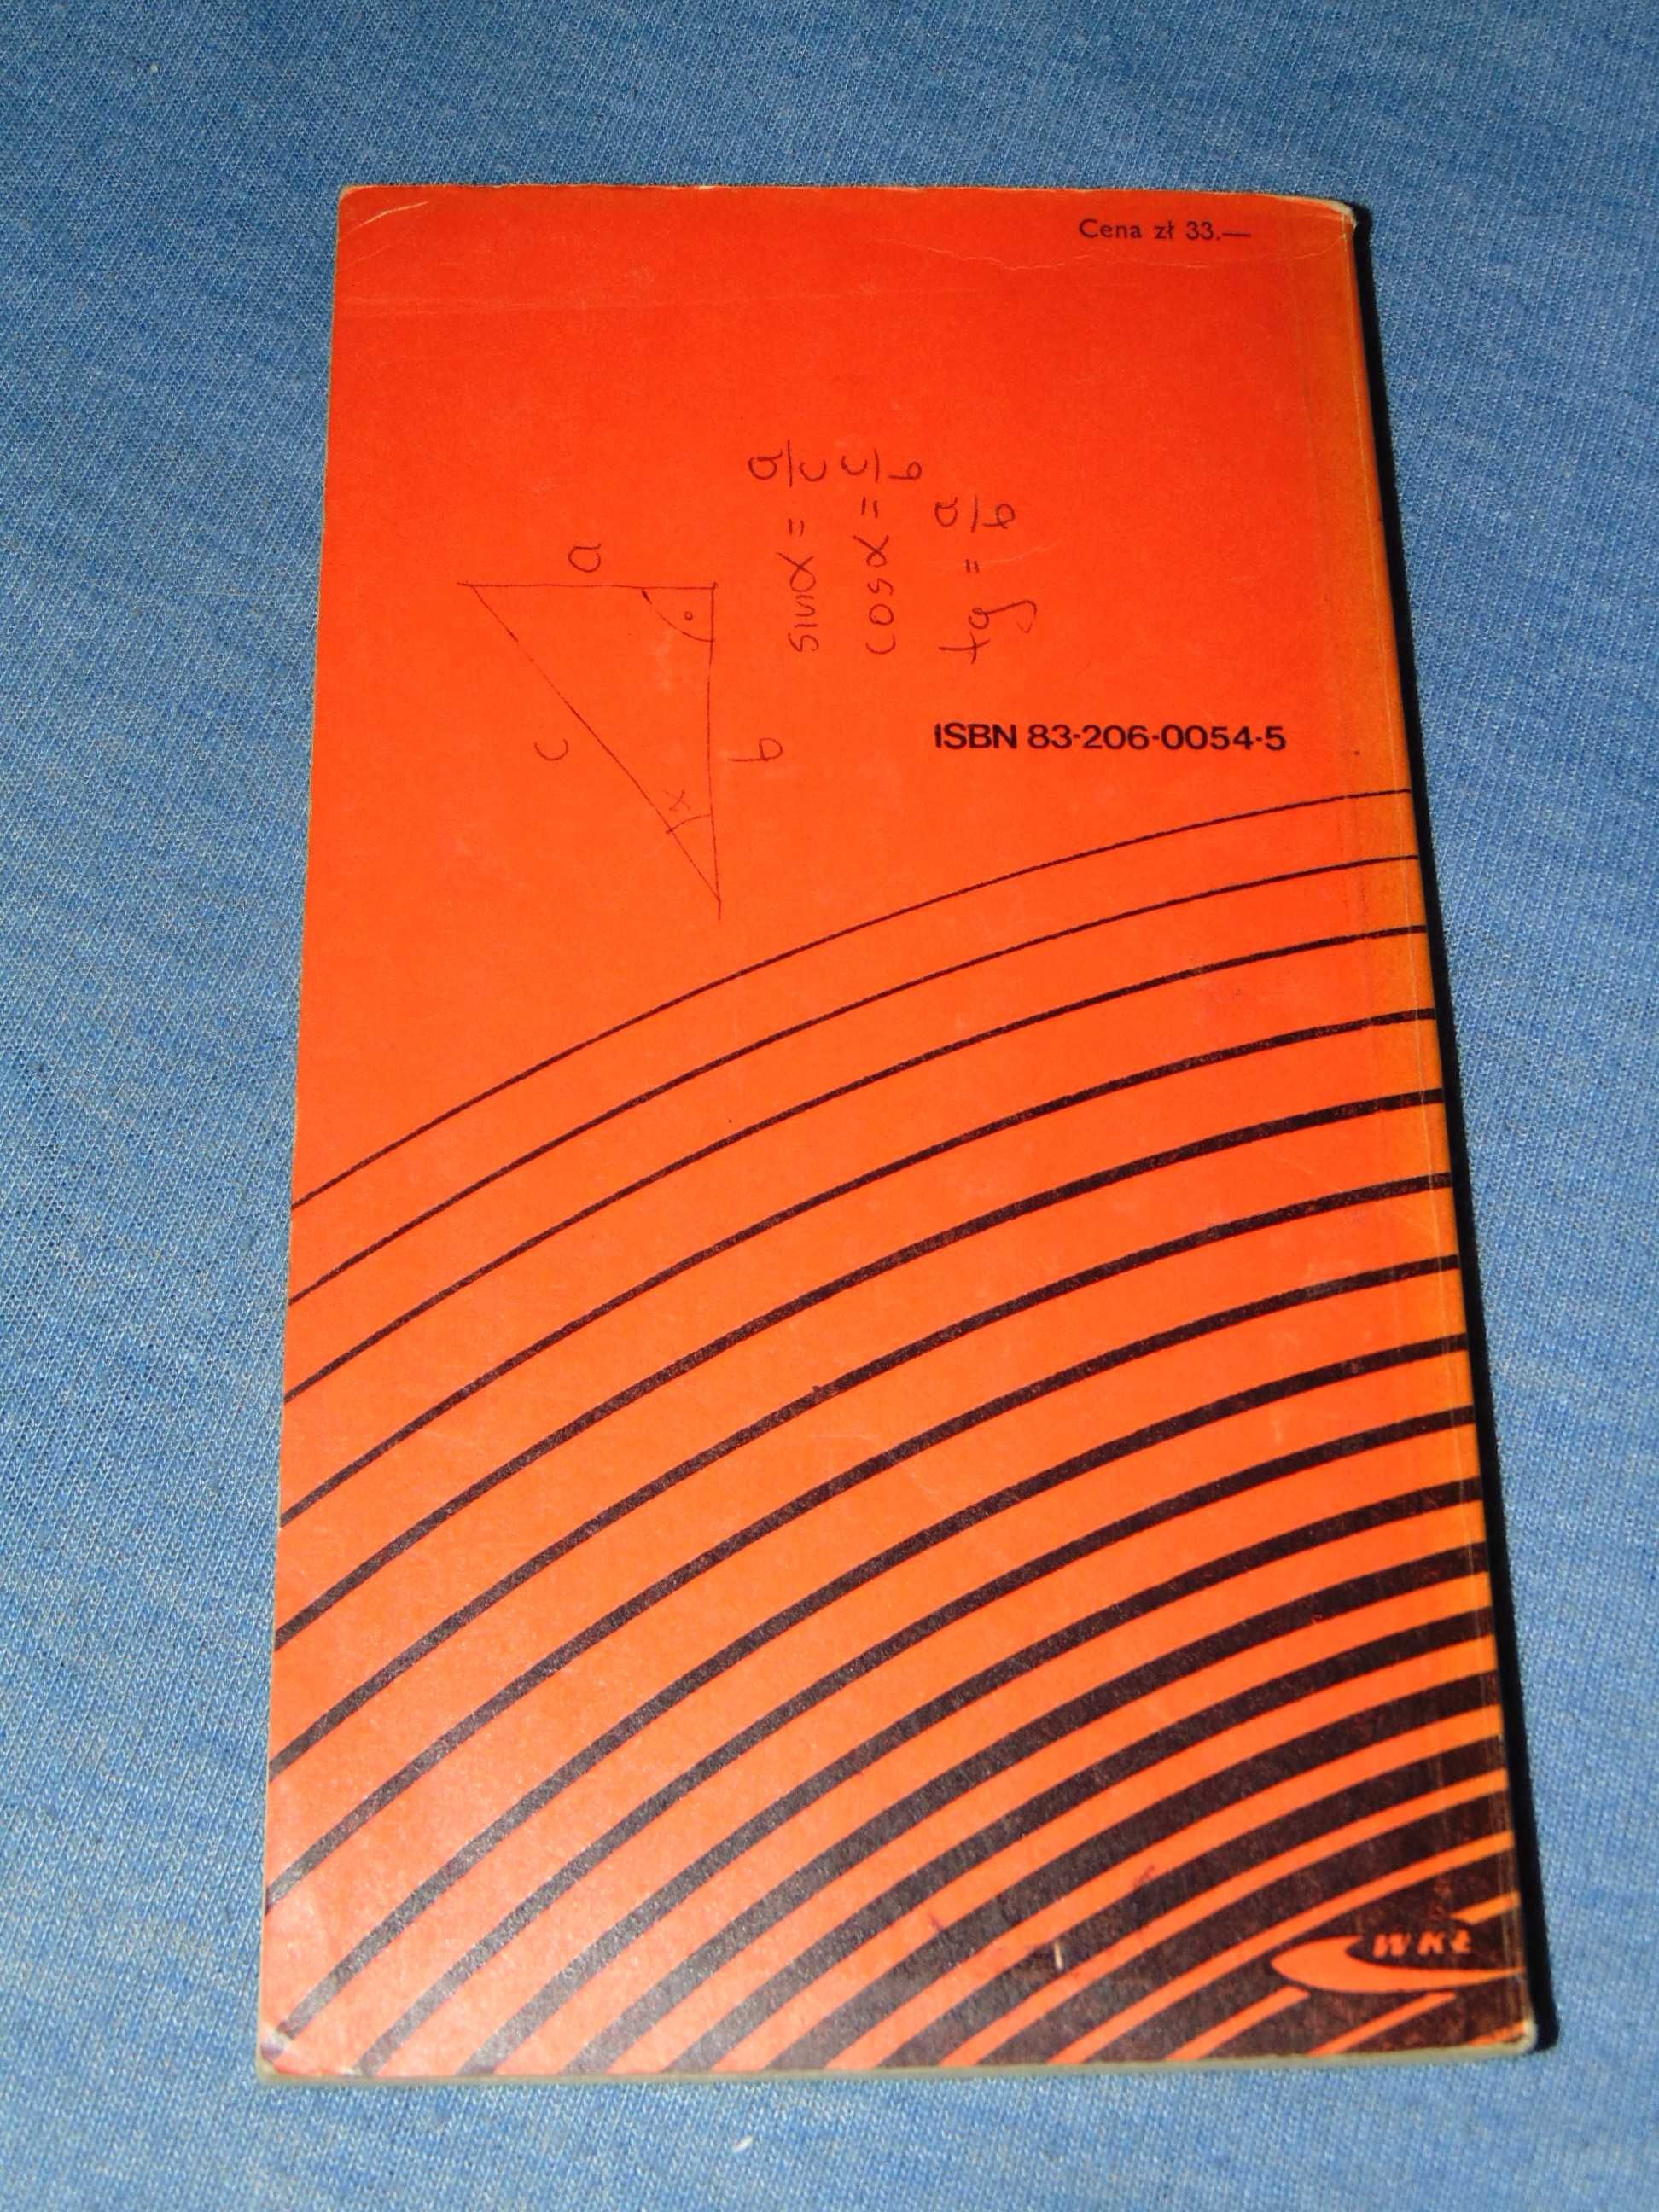 Cena zł 33.—
a
c
b
α
sinα = a/c
cosα = c/b
tg = a/b
ISBN 83-206-0054-5
WKŁ